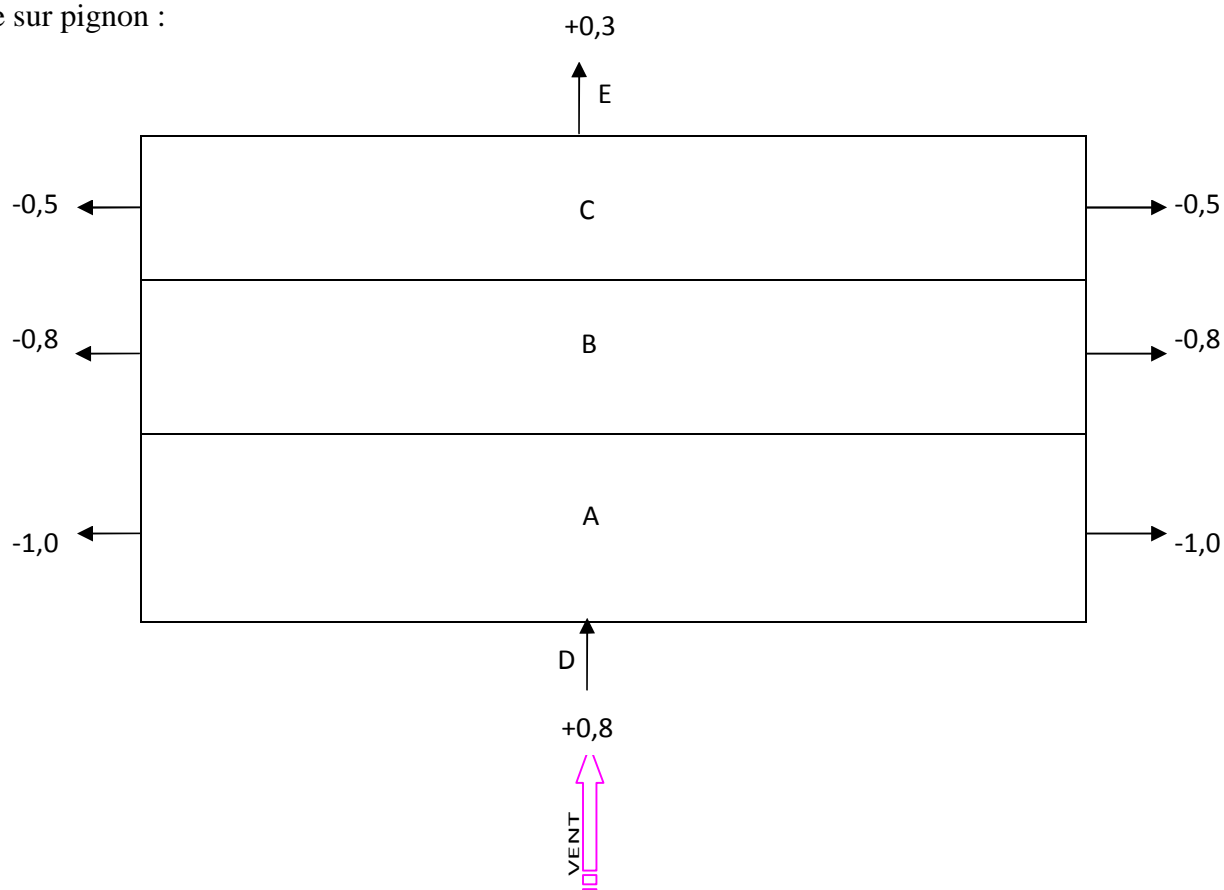 e sur pignon :
+0,3
E
-0,5 C -0,5
-0,8 B -0,8
-1,0 A -1,0
D
+0,8
VENT